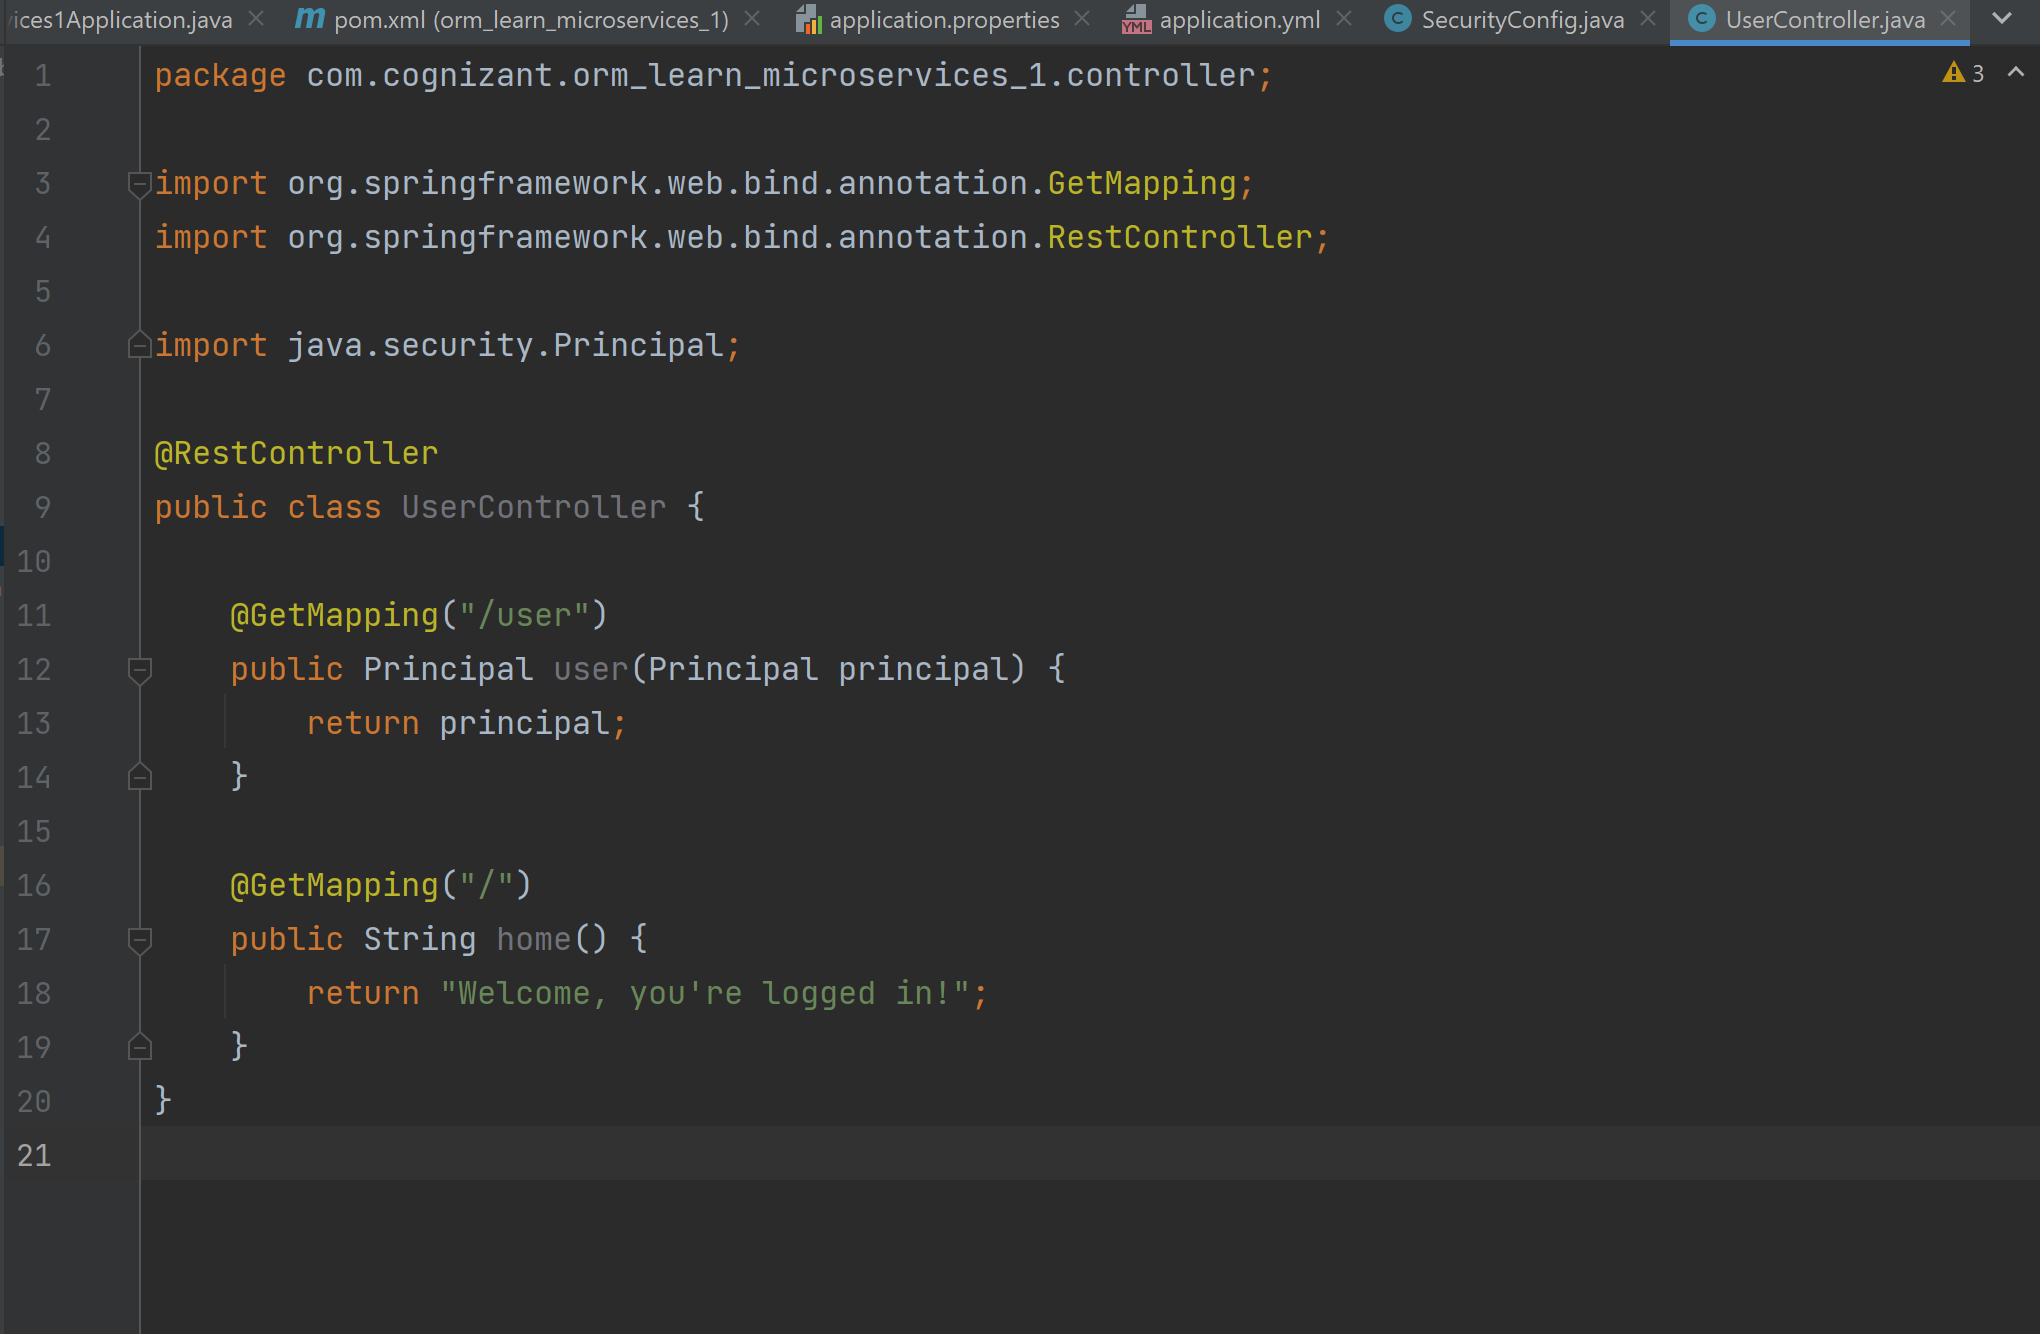 ices1Application.java pom.xml (orm_learn_microservices_1) application.properties application.yml SecurityConfig.java UserController.java
3
1 package com.cognizant.orm_learn_microservices_1.controller;
2
3 import org.springframework.web.bind.annotation.GetMapping;
4 import org.springframework.web.bind.annotation.RestController;
5
6 import java.security.Principal;
7
8 @RestController
9 public class UserController {
10
11     @GetMapping("/user")
12     public Principal user(Principal principal) {
13         return principal;
14     }
15
16     @GetMapping("/")
17     public String home() {
18         return "Welcome, you're logged in!";
19     }
20 }
21